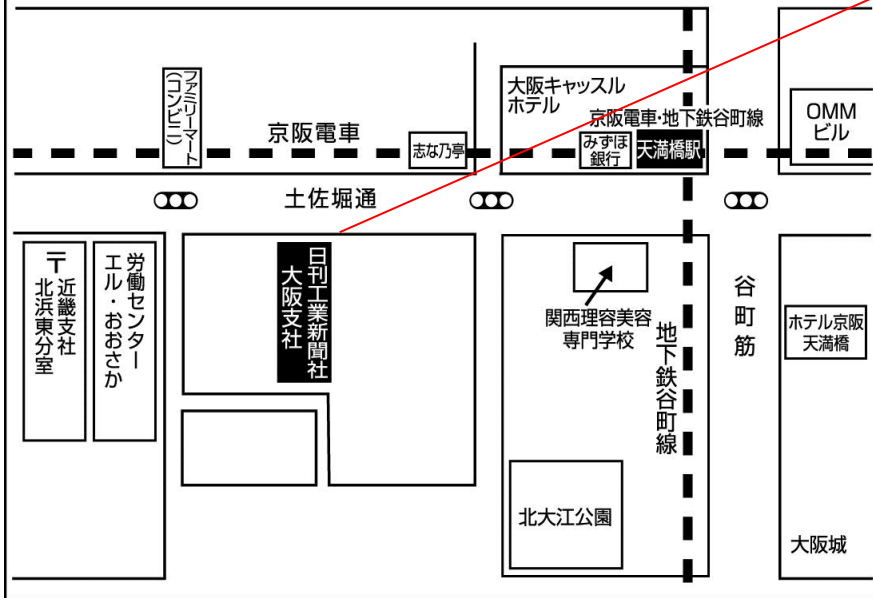 ファミリーマート
(コンビニ)
京阪電車
志な乃亭
大阪キャッスル
ホテル
京阪電車・地下鉄谷町線
みずほ
銀行
天満橋駅
OMM
ビル
土佐堀通
〒
近畿支社
北浜東分室
労働センター
エル・おおさか
日刊工業新聞社
大阪支社
関西理容美容
専門学校
地下鉄谷町線
谷町筋
ホテル京阪
天満橋
北大江公園
大阪城